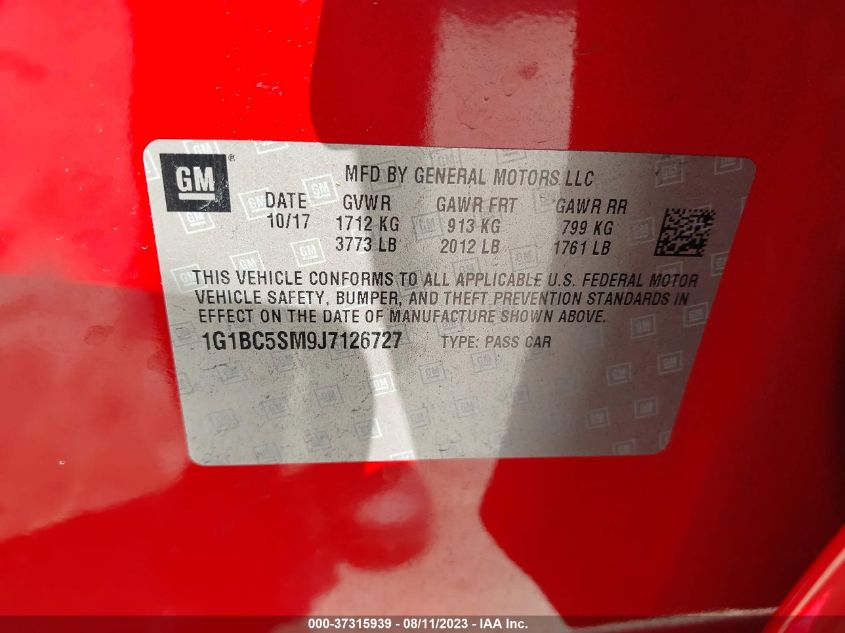 GM®
MFD BY GENERAL MOTORS LLC
DATE GVWR GAWR FRT GAWR RR
10/17 1712 KG 913 KG 799 KG
3773 LB 2012 LB 1761 LB
THIS VEHICLE CONFORMS TO ALL APPLICABLE U.S. FEDERAL MOTOR
VEHICLE SAFETY, BUMPER, AND THEFT PREVENTION STANDARDS IN
EFFECT ON THE DATE OF MANUFACTURE SHOWN ABOVE.
1G1BC5SM9J7126727 TYPE: PASS CAR
000-37315939 - 08/11/2023 - IAA Inc.